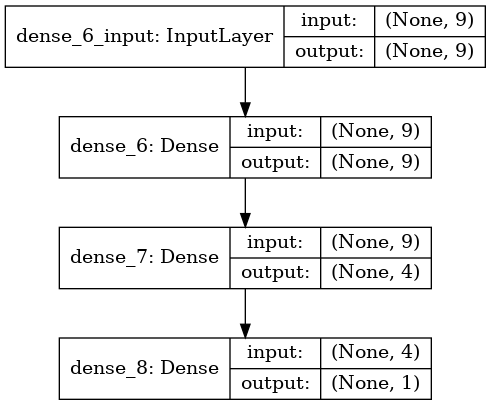 dense_6_input: InputLayer
input: (None, 9)
output: (None, 9)
dense_6: Dense
input: (None, 9)
output: (None, 9)
dense_7: Dense
input: (None, 9)
output: (None, 4)
dense_8: Dense
input: (None, 4)
output: (None, 1)